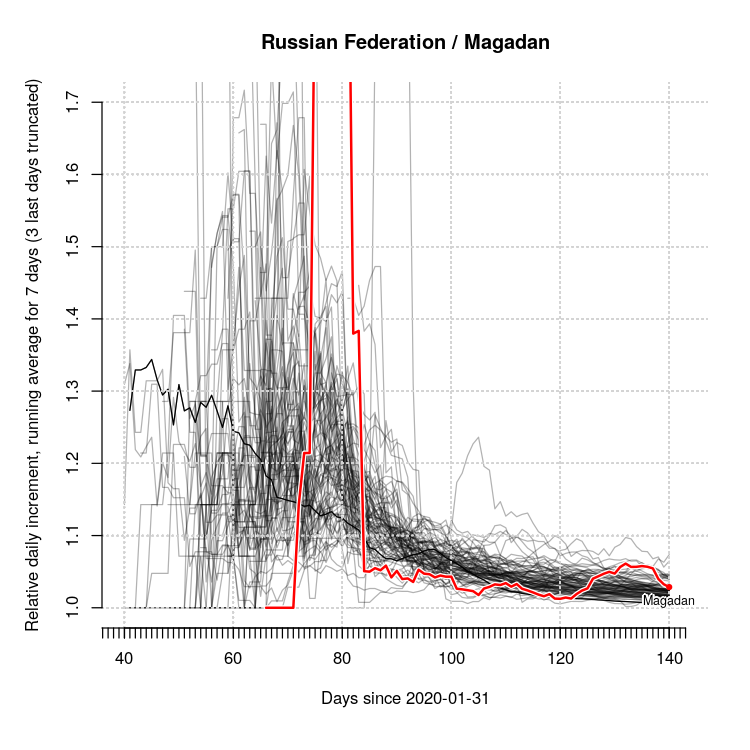 Russian Federation / Magadan
Relative daily increment, running average for 7 days (3 last days truncated)
1.7
1.6
1.5
1.4
1.3
1.2
1.1
1.0
Magadan
40 60 80 100 120 140
Days since 2020-01-31